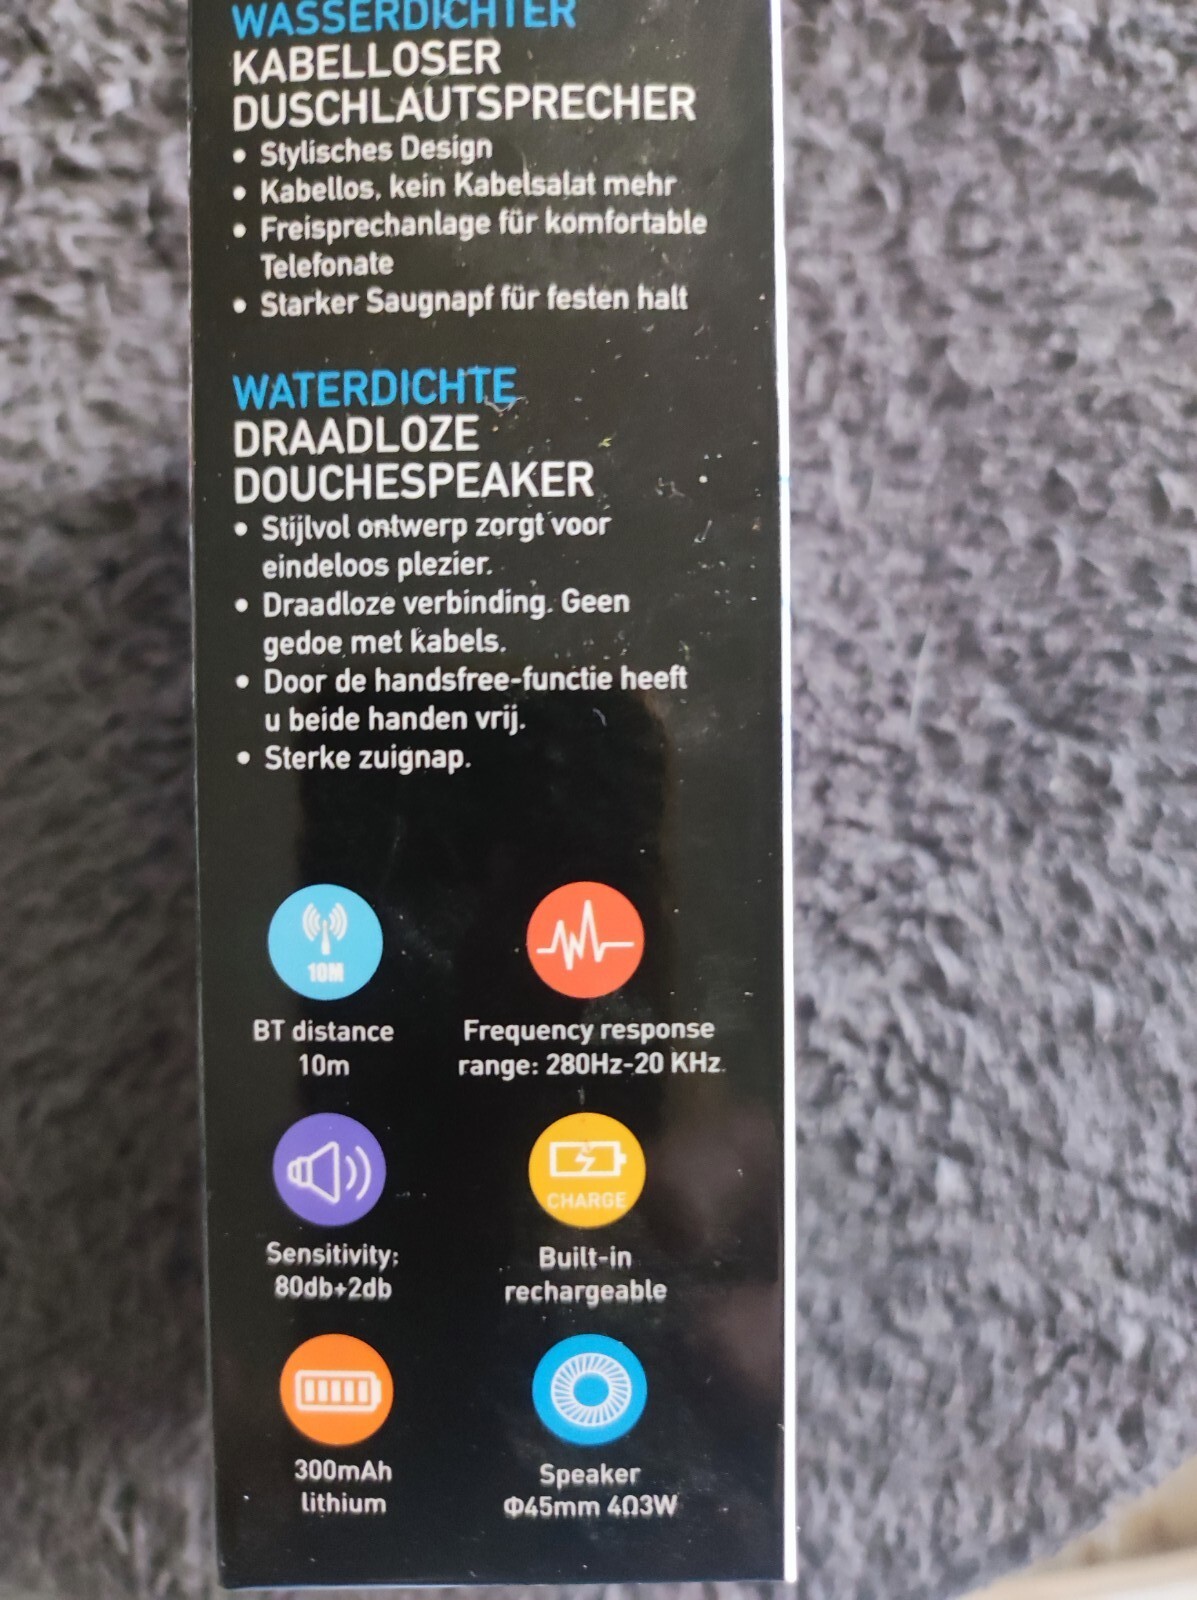 WASSERDICHTER
KABELLOSER
DUSCHLAUTSPRECHER
• Stylisches Design
• Kabellos, kein Kabelsalat mehr
• Freisprechanlage für komfortable
Telefonate
• Starker Saugnapf für festen halt
WATERDICHTE
DRAADLOZE
DOUCHESPEAKER
• Stijlvol ontwerp zorgt voor
eindeloos plezier.
• Draadloze verbinding. Geen
gedoe met kabels.
• Door de handsfree-functie heeft
u beide handen vrij.
• Sterke zuignap.
10M
BT distance
10m
Frequency response
range: 280Hz-20 KHz.
Sensitivity:
80db+2db
CHARGE
Built-in
rechargeable
300mAh
lithium
Speaker
Φ45mm 4Ω3W